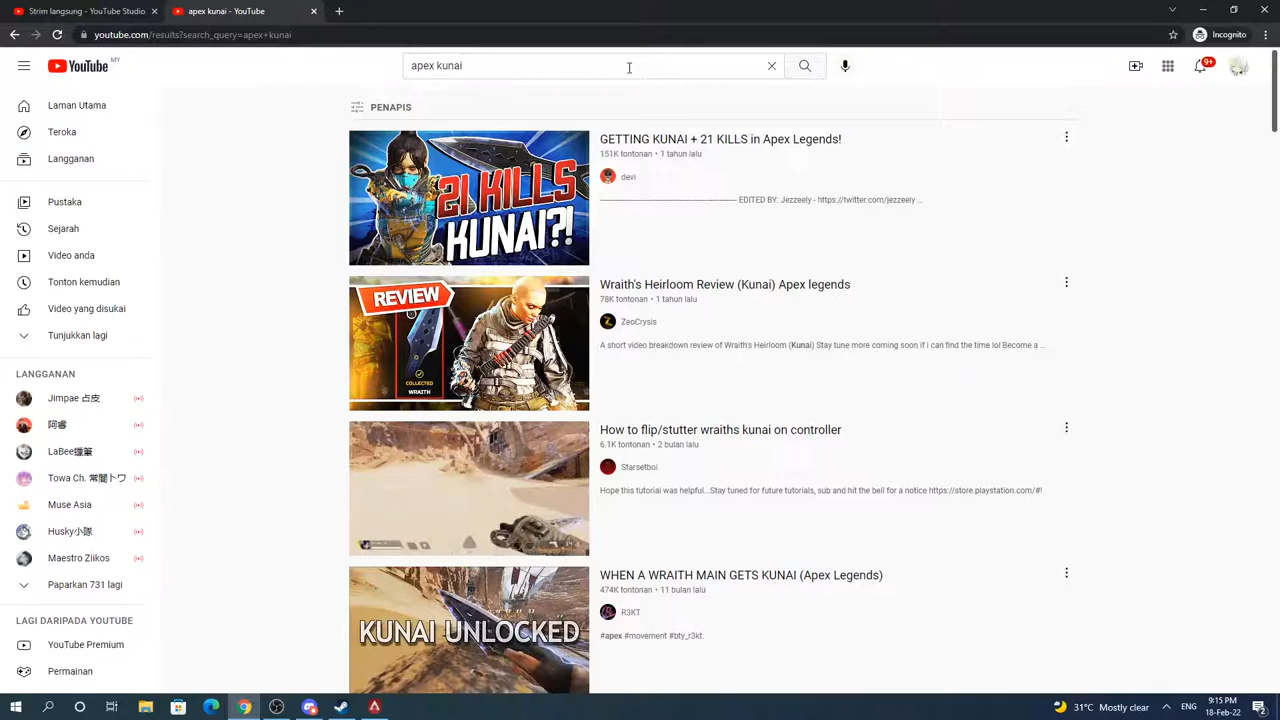 Strim langsung - YouTube Studio
apex kunai - YouTube
youtube.com/results?search_query=apex+kunai
Incognito
YouTube MY
apex kunai
9+
Laman Utama
Teroka
Langganan
Pustaka
Sejarah
Video anda
Tonton kemudian
Video yang disukai
Tunjukkan lagi
LANGGANAN
Jimpae 占皮
阿睿
Towa Ch. 常闇トワ
Muse Asia
Husky小隊
Maestro Ziikos
Paparkan 731 lagi
LAGI DARIPADA YOUTUBE
YouTube Premium
Permainan
PENAPIS
21 KILLS
KUNAI?!
GETTING KUNAI + 21 KILLS in Apex Legends!
151K tontonan • 1 tahun lalu
devi
EDITED BY: Jezzeely - https://twitter.com/jezzeely ...
REVIEW
COLLECTED
WRAITH
Wraith's Heirloom Review (Kunai) Apex legends
78K tontonan • 1 tahun lalu
ZeoCrysis
A short video breakdown review of Wraith's Heirloom (Kunai) Stay tune more coming soon if i can find the time lol Become a ...
How to flip/stutter wraiths kunai on controller
6.1K tontonan • 2 bulan lalu
Starsetboi
Hope this tutorial was helpful...Stay tuned for future tutorials, sub and hit the bell for a notice https://store.playstation.com/#!
KUNAI UNLOCKED
WHEN A WRAITH MAIN GETS KUNAI (Apex Legends)
474K tontonan • 11 bulan lalu
R3KT
#apex #movement #bty_r3kt.
31°C Mostly clear
ENG
9:15 PM
18-Feb-22
2